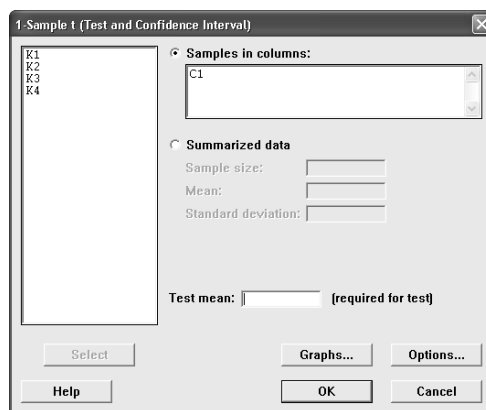 1-Sample t (Test and Confidence Interval)
K1
K2
K3
K4
Samples in columns:
C1
Summarized data
Sample size:
Mean:
Standard deviation:
Test mean:
(required for test)
Select
Graphs...
Options...
Help
OK
Cancel